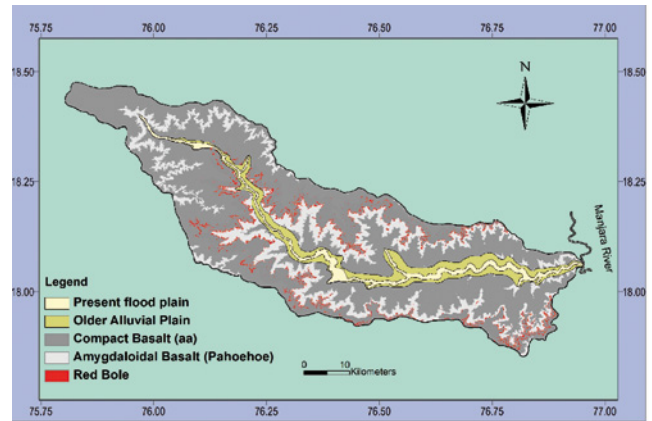 75.75 76.00 76.25 76.50 76.75 77.00
18.50 18.50
N
18.25 18.25
Manjara River
18.00 18.00
Legend
Present flood plain
Older Alluvial Plain
Compact Basalt (aa)
Amygdaloidal Basalt (Pahoehoe)
Red Bole
0 10
Kilometers
75.75 76.00 76.25 76.50 76.75 77.00